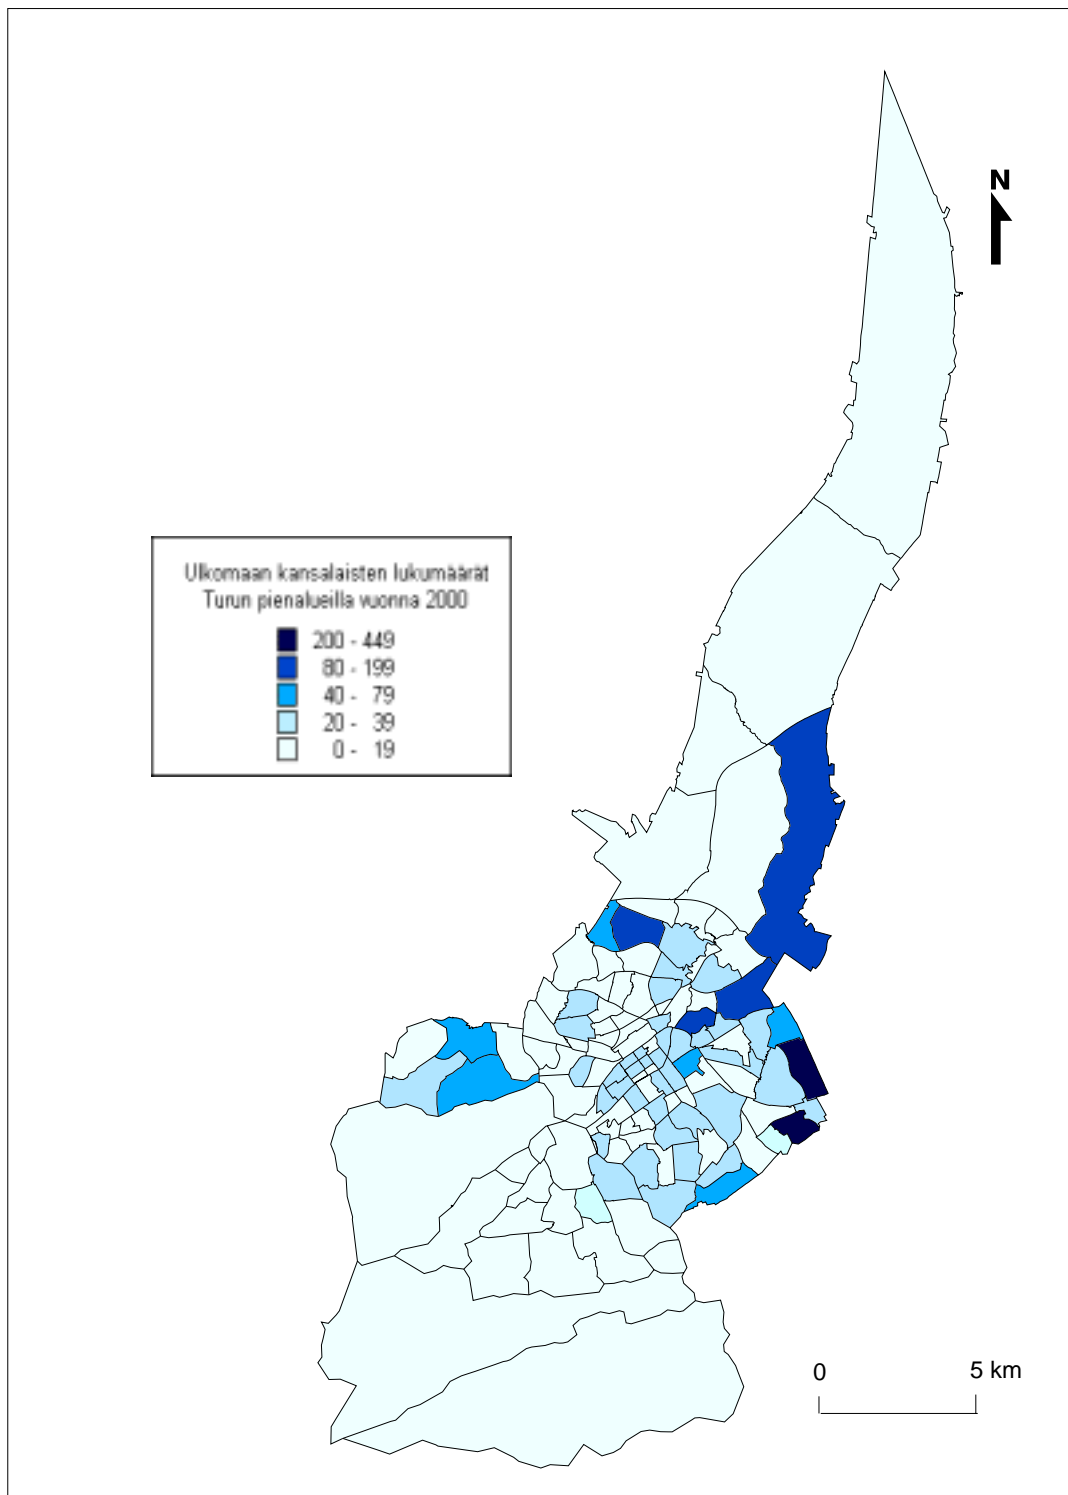 N
Ulkomaan kansalaisten lukumäärät
Turun pienalueilla vuonna 2000
200 - 449
80 - 199
40 - 79
20 - 39
0 - 19
0 5 km